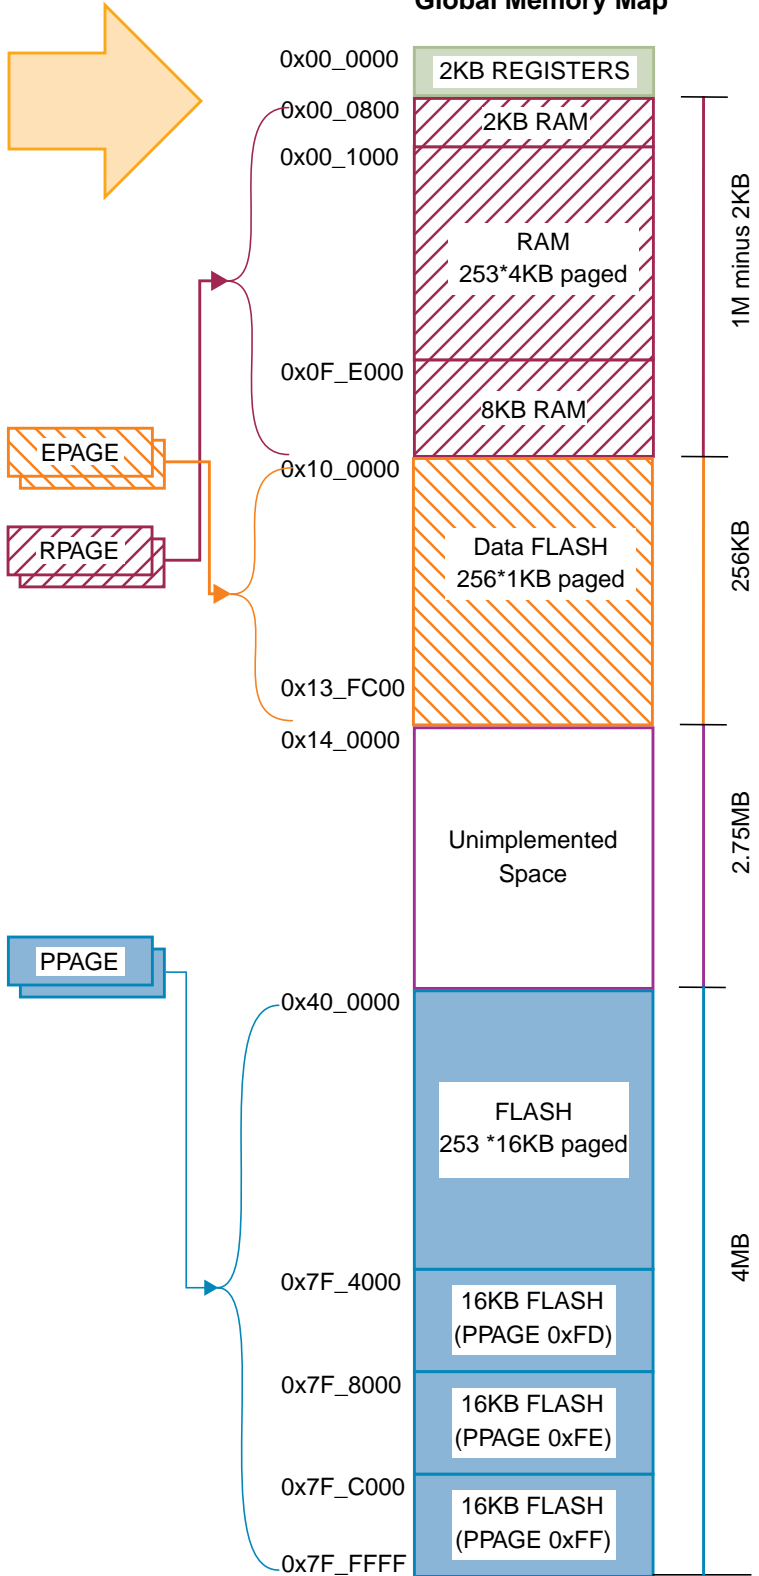 Global Memory Map
0x00_0000
2KB REGISTERS
0x00_0800
2KB RAM
0x00_1000
RAM
253*4KB paged
1M minus 2KB
0x0F_E000
8KB RAM
EPAGE
0x10_0000
RPAGE
Data FLASH
256*1KB paged
256KB
0x13_FC00
0x14_0000
Unimplemented
Space
2.75MB
PPAGE
0x40_0000
FLASH
253 *16KB paged
4MB
0x7F_4000
16KB FLASH
(PPAGE 0xFD)
0x7F_8000
16KB FLASH
(PPAGE 0xFE)
0x7F_C000
16KB FLASH
(PPAGE 0xFF)
0x7F_FFFF